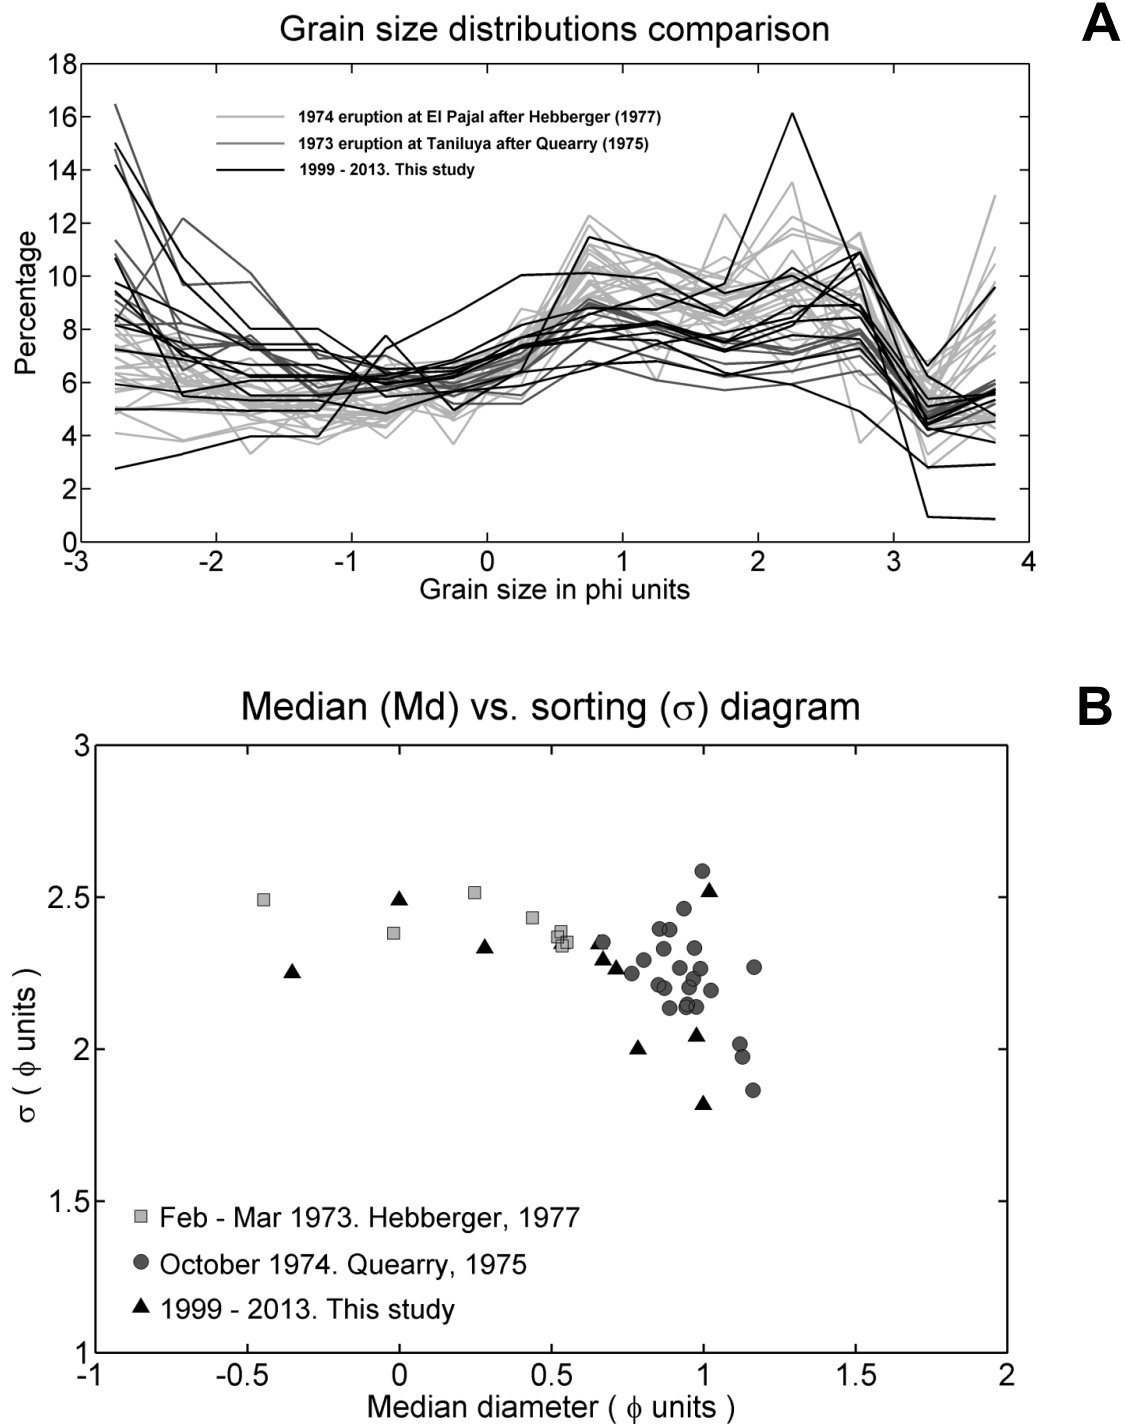 Grain size distributions comparison
A
18
16
14
12
10
8
6
4
2
0
Percentage
1974 eruption at El Pajal after Hebberger (1977)
1973 eruption at Taniluya after Quearry (1975)
1999 - 2013. This study
-3 -2 -1 0 1 2 3 4
Grain size in phi units
Median (Md) vs. sorting (σ) diagram
B
3
2.5
2
1.5
1
σ ( ϕ units )
Feb - Mar 1973. Hebberger, 1977
October 1974. Quearry, 1975
1999 - 2013. This study
-1 -0.5 0 0.5 1 1.5 2
Median diameter ( ϕ units )